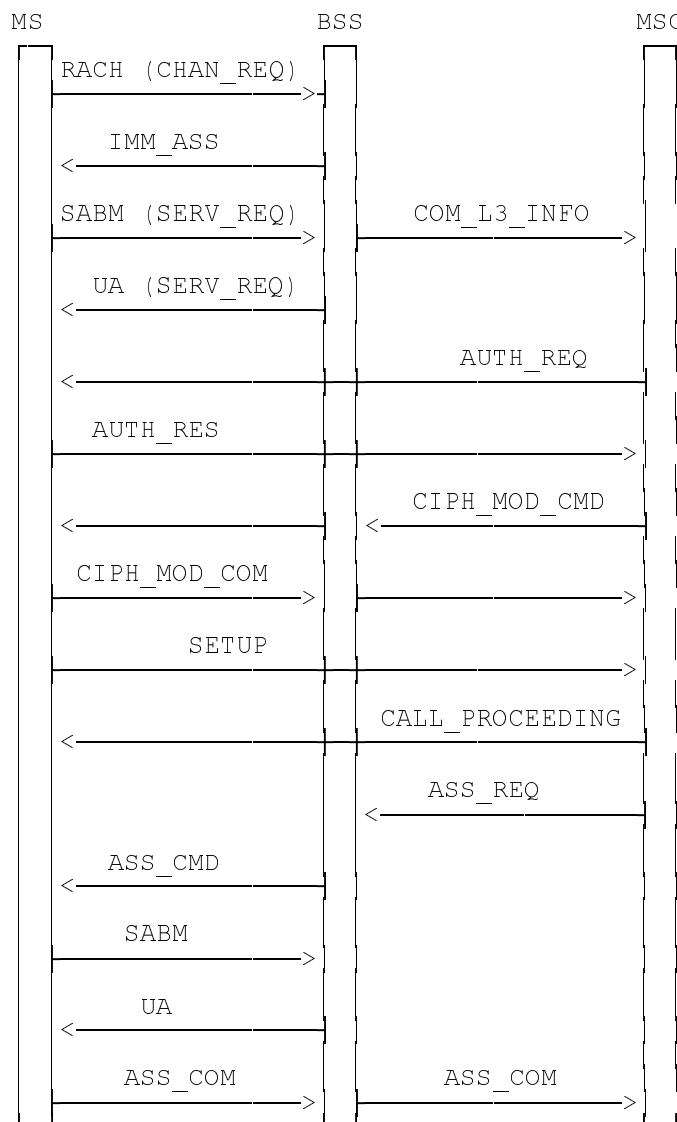 MS BSS MSC
RACH (CHAN_REQ)
IMM_ASS
SABM (SERV_REQ) COM_L3_INFO
UA (SERV_REQ)
AUTH_REQ
AUTH_RES
CIPH_MOD_CMD
CIPH_MOD_COM
SETUP
CALL_PROCEEDING
ASS_REQ
ASS_CMD
SABM
UA
ASS_COM ASS_COM